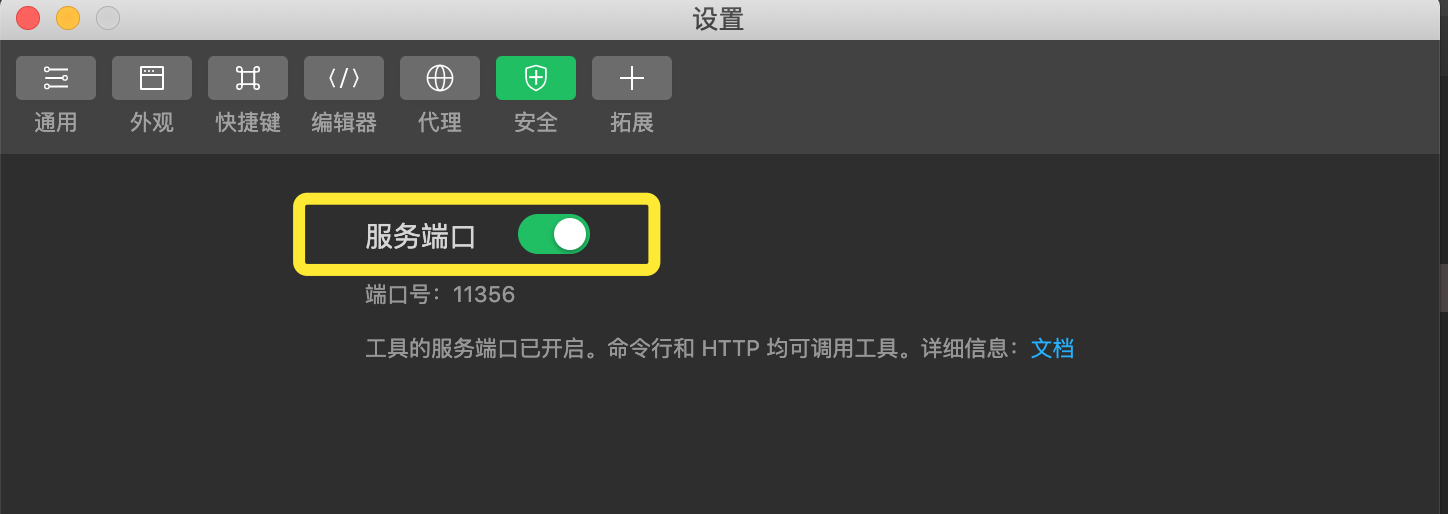 设置
通用 外观 快捷键 编辑器 代理 安全 拓展
服务端口
端口号：11356
工具的服务端口已开启。命令行和 HTTP 均可调用工具。详细信息：文档